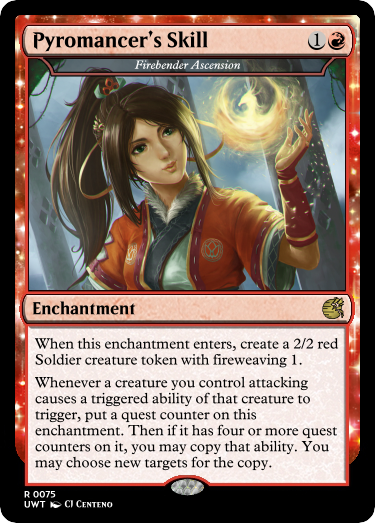 Pyromancer's Skill 1
Firebender Ascension
Enchantment
When this enchantment enters, create a 2/2 red
Soldier creature token with fireweaving 1.
Whenever a creature you control attacking
causes a triggered ability of that creature to
trigger, put a quest counter on this
enchantment. Then if it has four or more quest
counters on it, you may copy that ability. You
may choose new targets for the copy.
R 0075
UWT CJ Centeno